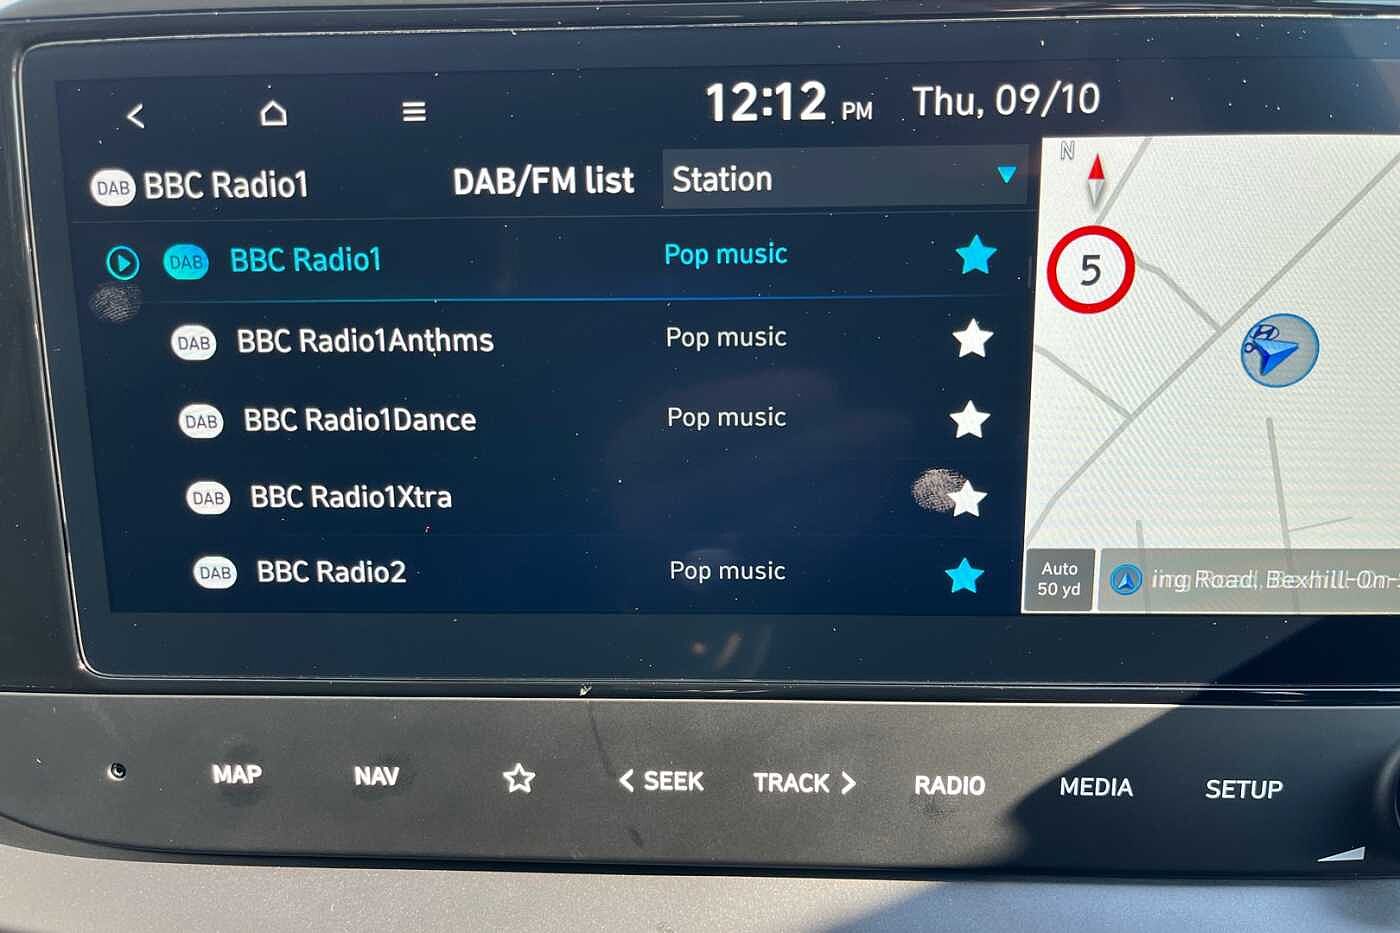 12:12 PM Thu, 09/10
DAB BBC Radio1 DAB/FM list Station
DAB BBC Radio1 Pop music
DAB BBC Radio1Anthms Pop music
DAB BBC Radio1Dance Pop music
DAB BBC Radio1Xtra
DAB BBC Radio2 Pop music
N
5
Auto
50 yd
ing Road, Bexhill-On-
MAP NAV < SEEK TRACK > RADIO MEDIA SETUP